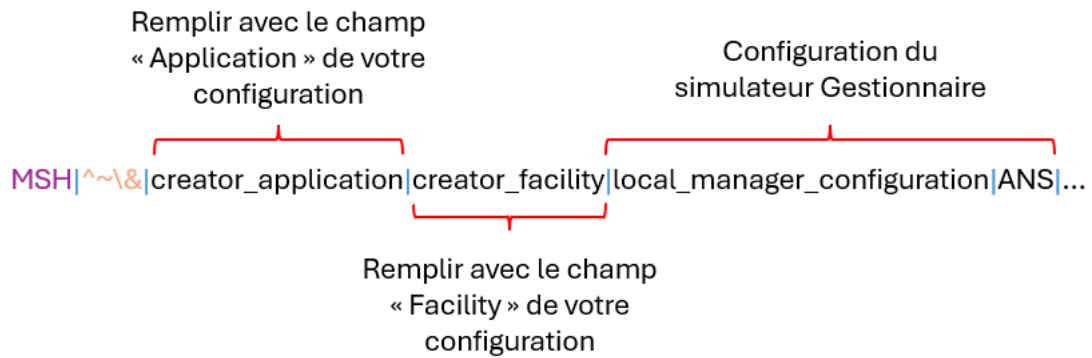 Remplir avec le champ
« Application » de votre
configuration
Configuration du
simulateur Gestionnaire
MSH|^~\&|creator_application|creator_facility|local_manager_configuration|ANS|...
Remplir avec le champ
« Facility » de votre
configuration